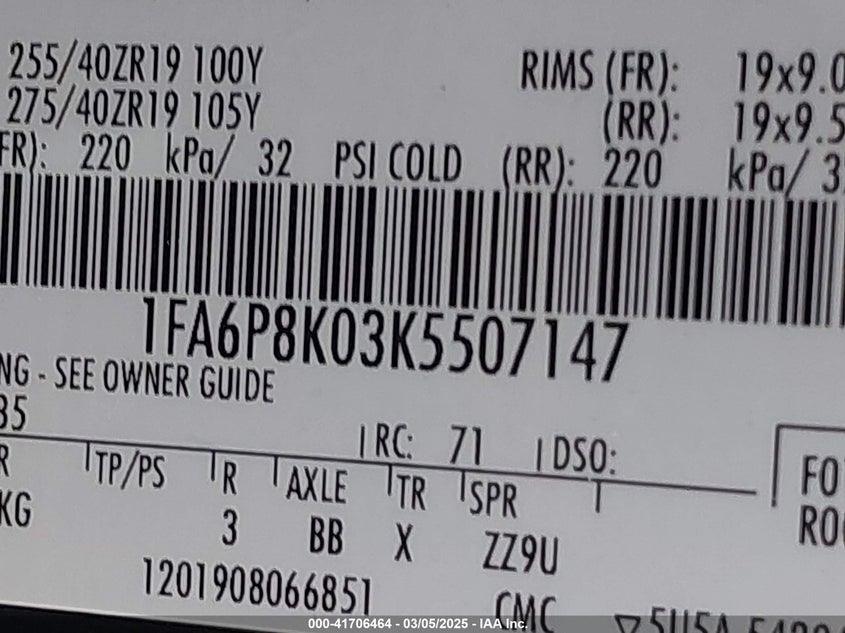 255/40ZR19 100Y RIMS (FR): 19x9.0
275/40ZR19 105Y (RR): 19x9.5
FR): 220 kPa/ 32 PSI COLD (RR): 220 kPa/ 3
1FA6P8K03K5507147
NG - SEE OWNER GUIDE
35
RC: 71 DSO:
R TP/PS R AXLE TR SPR
KG 3 BB X ZZ9U
FO
RO
1201908066851
CMC
000-41706464 - 03/05/2025 - IAA Inc.